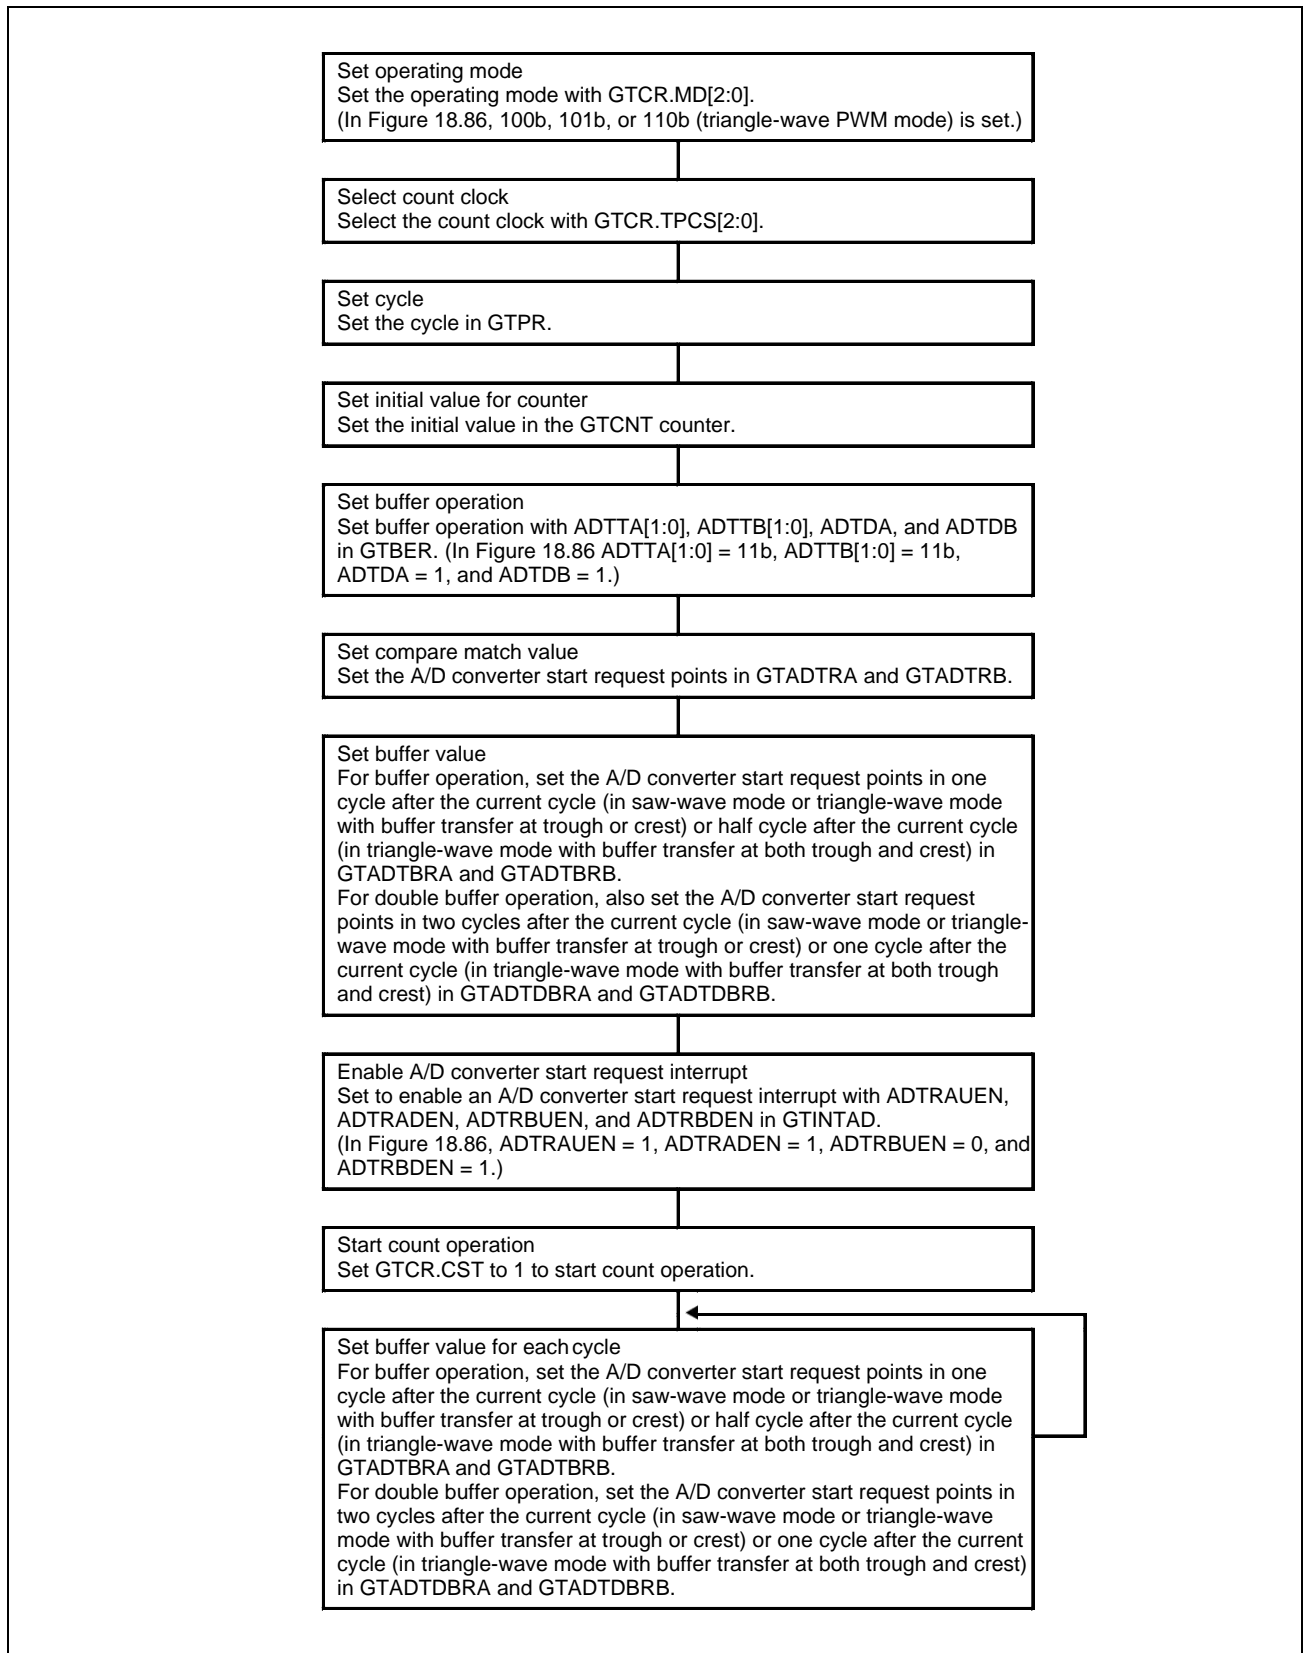 Set operating mode
Set the operating mode with GTCR.MD[2:0].
(In Figure 18.86, 100b, 101b, or 110b (triangle-wave PWM mode) is set.)
Select count clock
Select the count clock with GTCR.TPCS[2:0].
Set cycle
Set the cycle in GTPR.
Set initial value for counter
Set the initial value in the GTCNT counter.
Set buffer operation
Set buffer operation with ADTTA[1:0], ADTTB[1:0], ADTDA, and ADTDB
in GTBER. (In Figure 18.86 ADTTA[1:0] = 11b, ADTTB[1:0] = 11b,
ADTDA = 1, and ADTDB = 1.)
Set compare match value
Set the A/D converter start request points in GTADTRA and GTADTRB.
Set buffer value
For buffer operation, set the A/D converter start request points in one
cycle after the current cycle (in saw-wave mode or triangle-wave mode
with buffer transfer at trough or crest) or half cycle after the current cycle
(in triangle-wave mode with buffer transfer at both trough and crest) in
GTADTBRA and GTADTBRB.
For double buffer operation, also set the A/D converter start request
points in two cycles after the current cycle (in saw-wave mode or triangle-
wave mode with buffer transfer at trough or crest) or one cycle after the
current cycle (in triangle-wave mode with buffer transfer at both trough
and crest) in GTADTDBRA and GTADTDBRB.
Enable A/D converter start request interrupt
Set to enable an A/D converter start request interrupt with ADTRAUEN,
ADTRADEN, ADTRBUEN, and ADTRBDEN in GTINTAD.
(In Figure 18.86, ADTRAUEN = 1, ADTRADEN = 1, ADTRBUEN = 0, and
ADTRBDEN = 1.)
Start count operation
Set GTCR.CST to 1 to start count operation.
Set buffer value for each cycle
For buffer operation, set the A/D converter start request points in one
cycle after the current cycle (in saw-wave mode or triangle-wave mode
with buffer transfer at trough or crest) or half cycle after the current cycle
(in triangle-wave mode with buffer transfer at both trough and crest) in
GTADTBRA and GTADTBRB.
For double buffer operation, set the A/D converter start request points in
two cycles after the current cycle (in saw-wave mode or triangle-wave
mode with buffer transfer at trough or crest) or one cycle after the current
cycle (in triangle-wave mode with buffer transfer at both trough and crest)
in GTADTDBRA and GTADTDBRB.